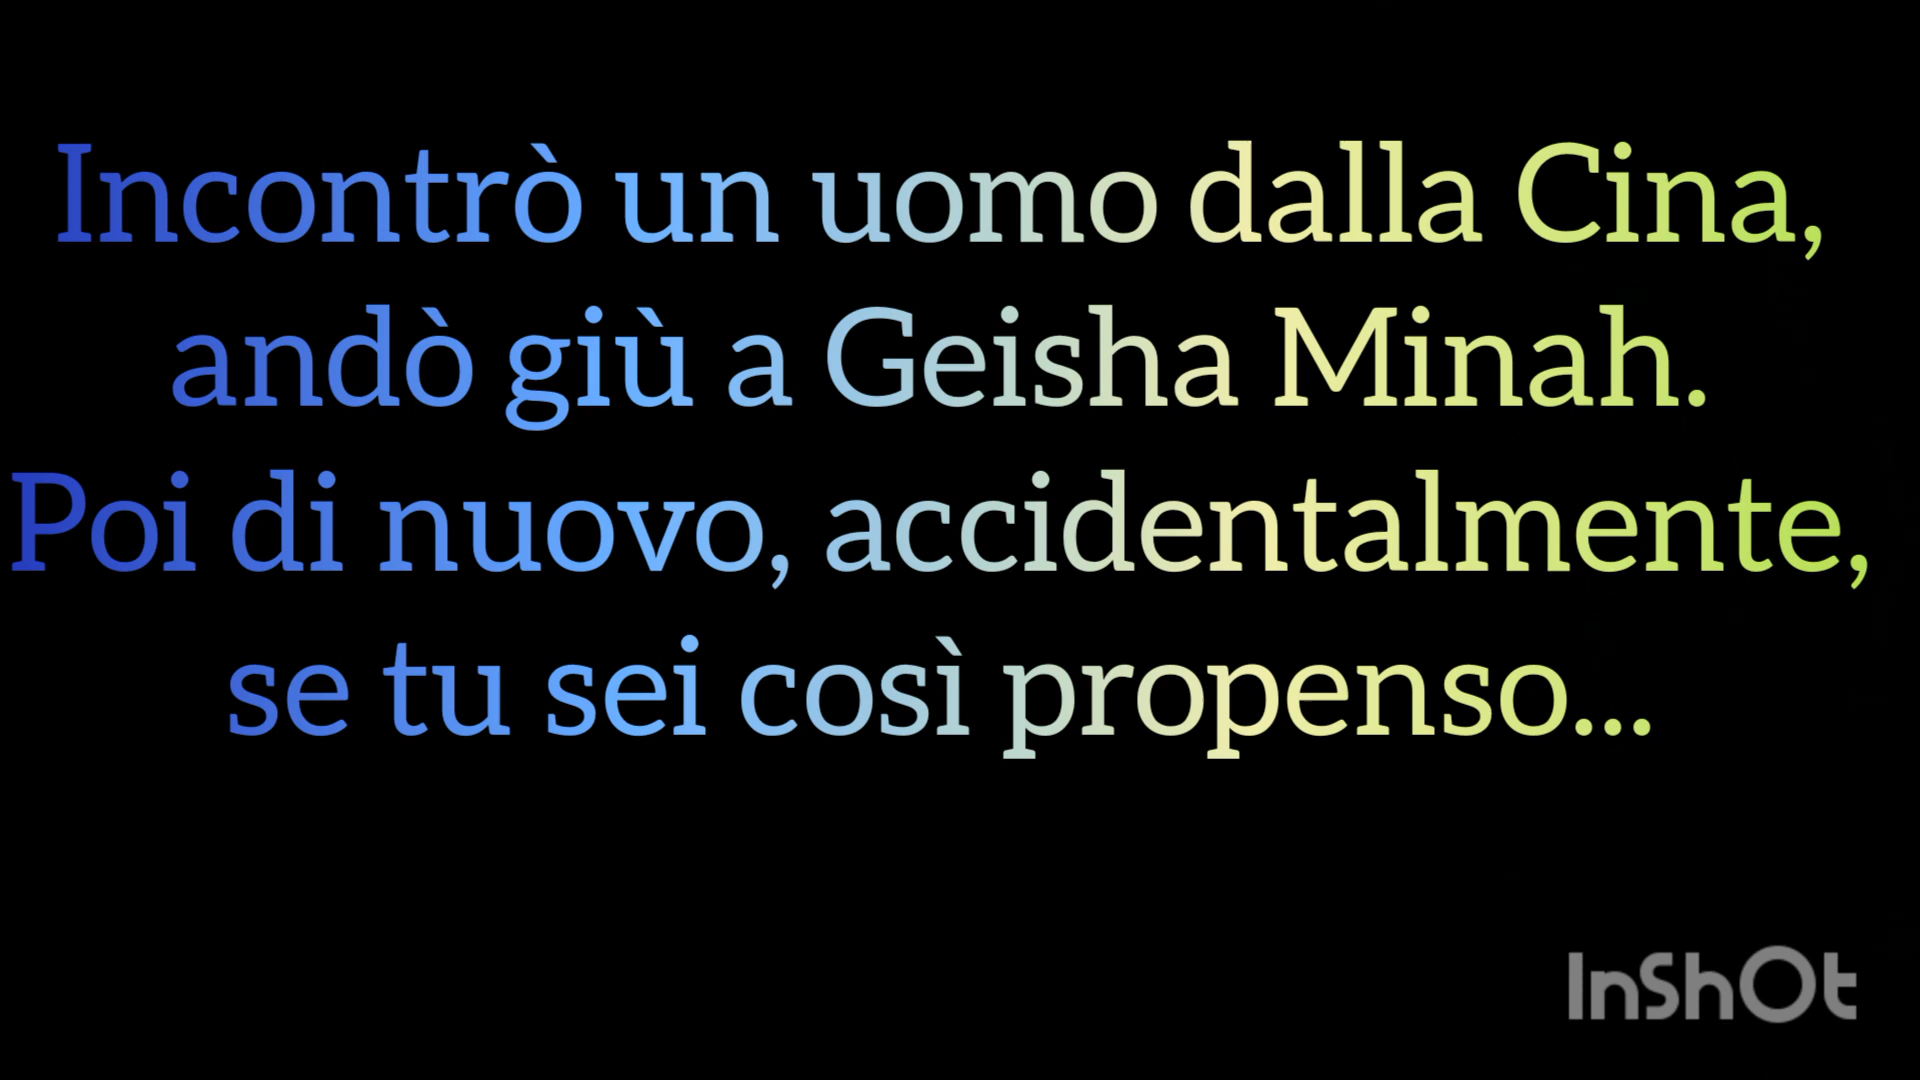 Incontrò un uomo dalla Cina,
andò giù a Geisha Minah.
Poi di nuovo, accidentalmente,
se tu sei così propenso...
InShOt